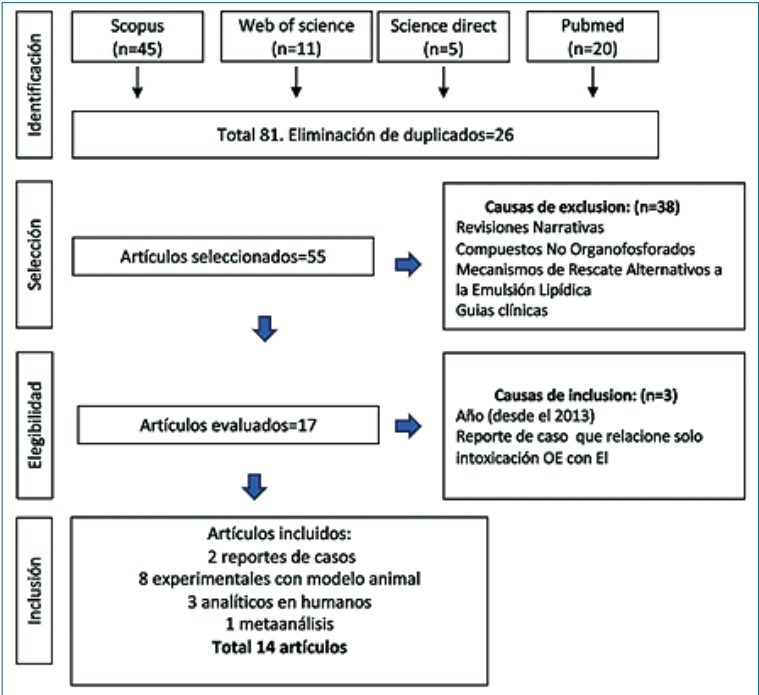 Identificación
Scopus
(n=45)
Web of science
(n=11)
Science direct
(n=5)
Pubmed
(n=20)
Total 81. Eliminación de duplicados=26
Selección
Artículos seleccionados=55
Causas de exclusion: (n=38)
Revisiones Narrativas
Compuestos No Organofosforados
Mecanismos de Rescate Alternativos a
la Emulsión Lipídica
Guias clínicas
Elegibilidad
Artículos evaluados=17
Causas de inclusion: (n=3)
Año (desde el 2013)
Reporte de caso que relacione solo
intoxicación OE con EI
Inclusión
Artículos incluidos:
2 reportes de casos
8 experimentales con modelo animal
3 analíticos en humanos
1 metaanálisis
Total 14 artículos